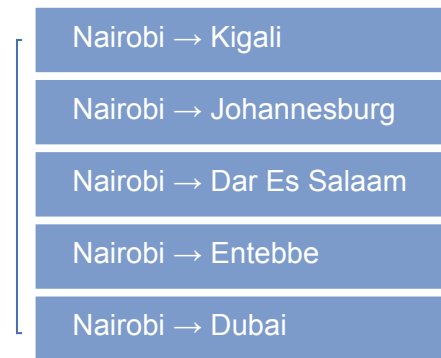 Nairobi → Kigali
Nairobi → Johannesburg
Nairobi → Dar Es Salaam
Nairobi → Entebbe
Nairobi → Dubai